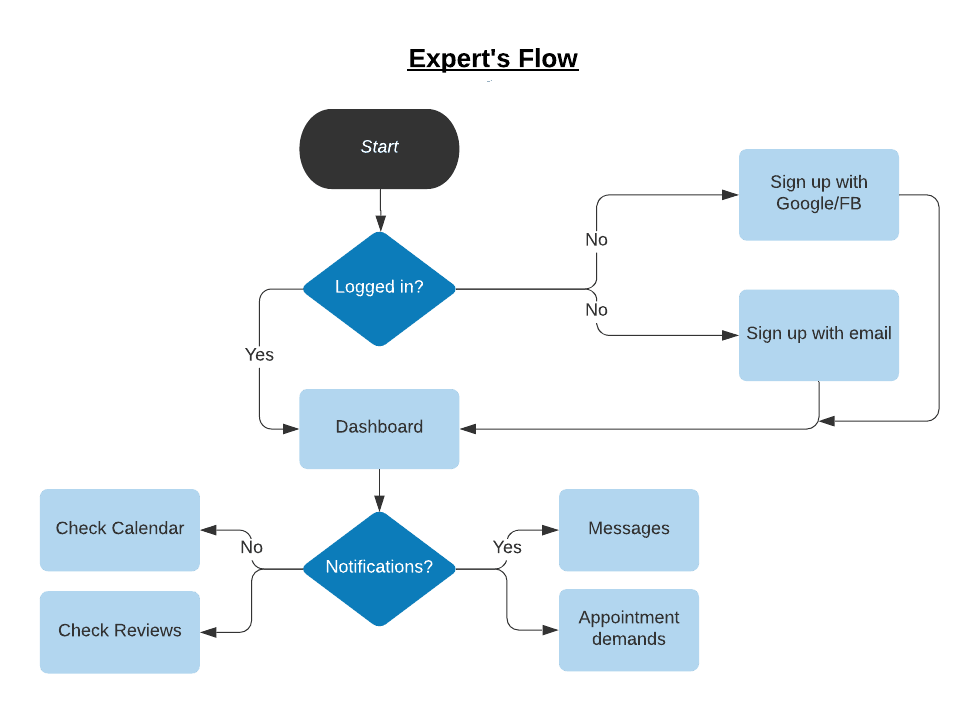 Expert's Flow
Start
Logged in?
No
No
Yes
Sign up with
Google/FB
Sign up with email
Dashboard
Notifications?
No
Check Calendar
Check Reviews
Yes
Messages
Appointment
demands